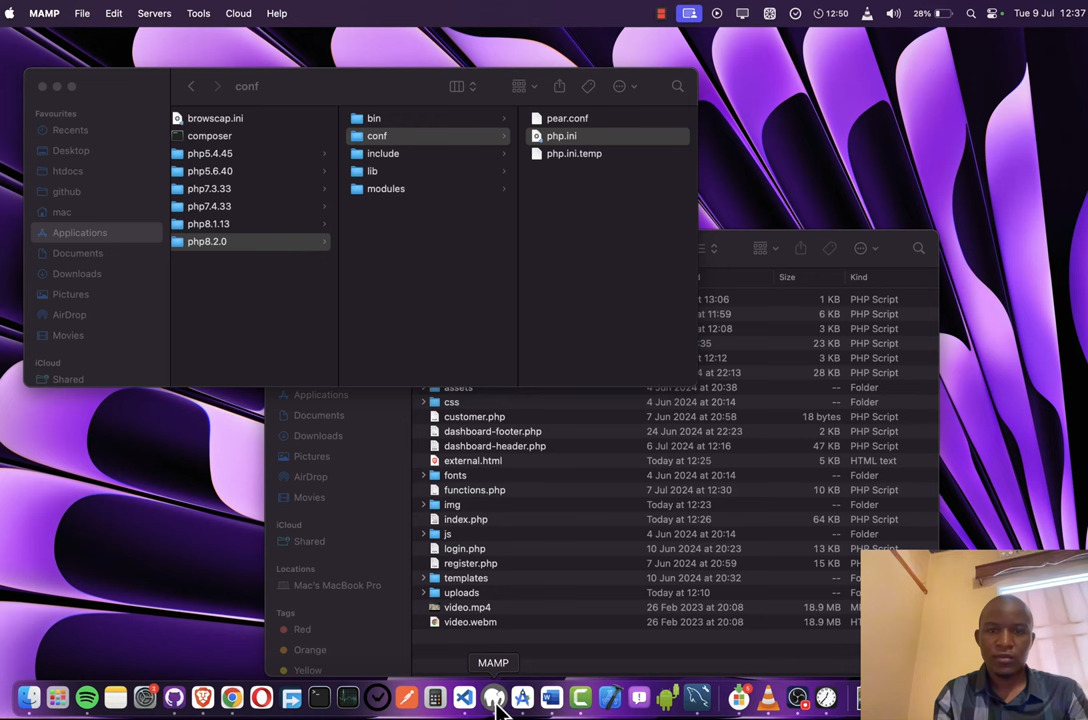 MAMP File Edit Servers Tools Cloud Help
12:50 28% Tue 9 Jul 12:37
conf
Favourites
Recents
Desktop
htdocs
github
mac
Applications
Documents
Downloads
Pictures
AirDrop
Movies
iCloud
Shared
browscap.ini
composer
php5.4.45
php5.6.40
php7.3.33
php7.4.33
php8.1.13
php8.2.0
bin
conf
include
lib
modules
pear.conf
php.ini
php.ini.temp
Size Kind
t 13:06 1 KB PHP Script
t 11:59 6 KB PHP Script
t 12:08 3 KB PHP Script
:35 23 KB PHP Script
t 12:12 3 KB PHP Script
t 22:13 28 KB PHP Script
assets 4 Jun 2024 at 20:38 -- Folder
css 4 Jun 2024 at 20:14 -- Folder
customer.php 7 Jun 2024 at 20:58 18 bytes PHP Script
dashboard-footer.php 24 Jun 2024 at 22:23 2 KB PHP Script
dashboard-header.php 6 Jul 2024 at 12:16 47 KB PHP Script
external.html Today at 12:25 5 KB HTML text
fonts 4 Jun 2024 at 20:14 -- Folder
functions.php 7 Jul 2024 at 12:30 10 KB PHP Script
img Today at 12:23 -- Folder
index.php Today at 12:26 64 KB PHP Script
js 4 Jun 2024 at 20:14 -- Folder
login.php 10 Jun 2024 at 20:23 13 KB PH
register.php 7 Jun 2024 at 20:59 15 KB PH
templates 10 Jun 2024 at 20:32 -- Fo
uploads Today at 12:10 -- Fo
video.mp4 26 Feb 2023 at 20:08 18.9 MB M
video.webm 26 Feb 2023 at 20:08 18.9 MB HT
Applications
Documents
Downloads
Pictures
AirDrop
Movies
iCloud
Shared
Locations
Mac's MacBook Pro
Tags
Red
Orange
Yellow
MAMP